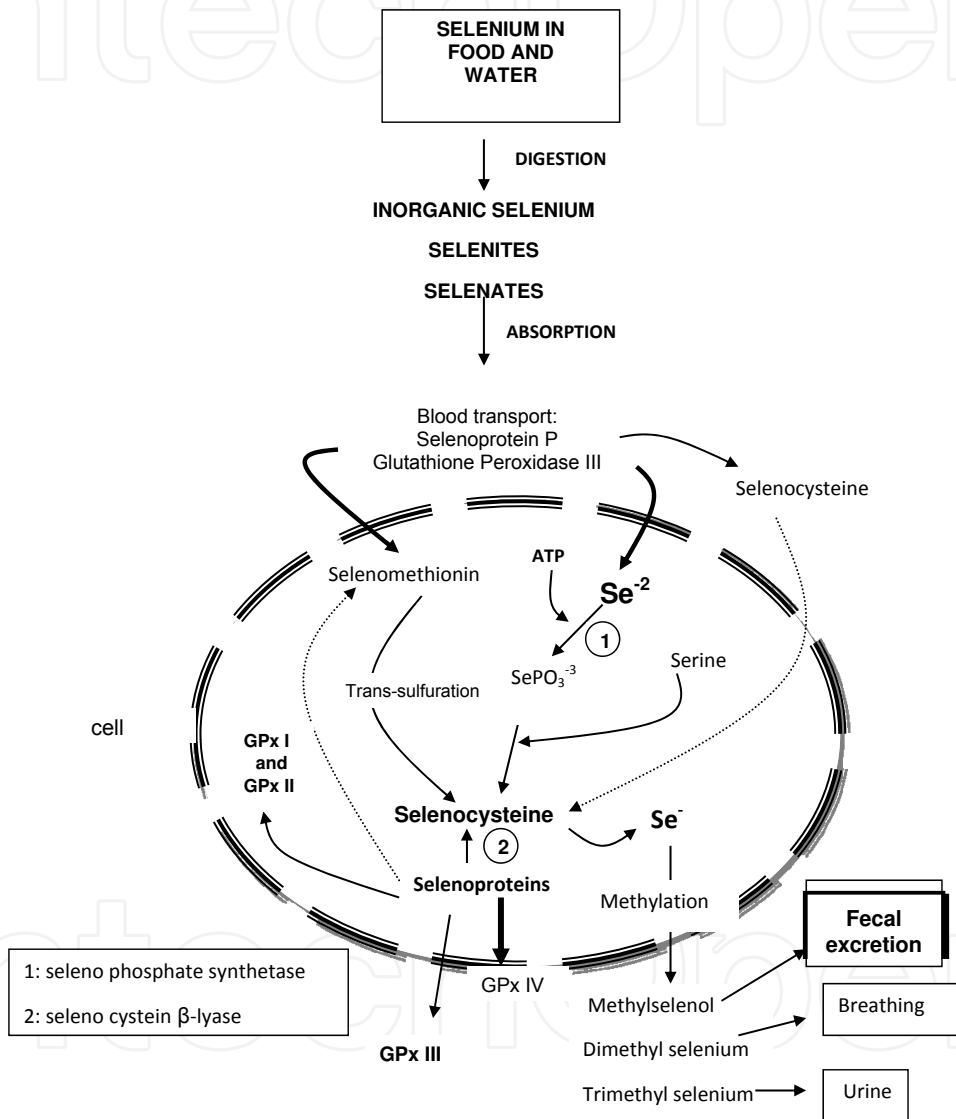 SELENIUM IN
FOOD AND
WATER
DIGESTION
INORGANIC SELENIUM
SELENITES
SELENATES
ABSORPTION
Blood transport:
Selenoprotein P
Glutathione Peroxidase III
Selenocysteine
Selenomethionin
ATP
Se⁻²
1
SePO₃⁻³
Serine
Trans-sulfuration
cell
GPx I
and
GPx II
Selenocysteine
Se⁻
2
Selenoproteins
Methylation
Fecal
excretion
1: seleno phosphate synthetase
2: seleno cystein β-lyase
GPx IV
Methylselenol
Breathing
GPx III
Dimethyl selenium
Trimethyl selenium
Urine